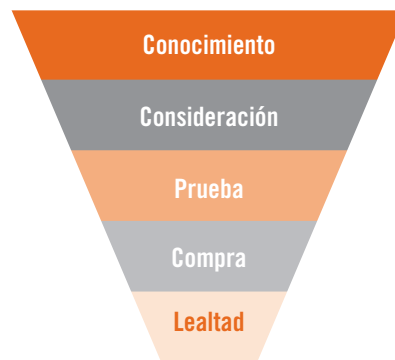 Conocimiento
Consideración
Prueba
Compra
Lealtad